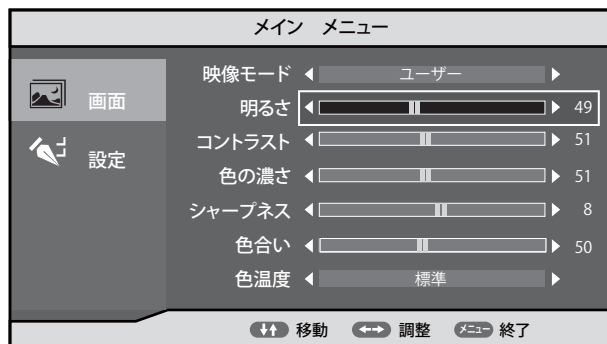 メイン メニュー
画面
設定
映像モード ユーザー
明るさ 49
コントラスト 51
色の濃さ 51
シャープネス 8
色合い 50
色温度 標準
移動 調整 メニュー 終了